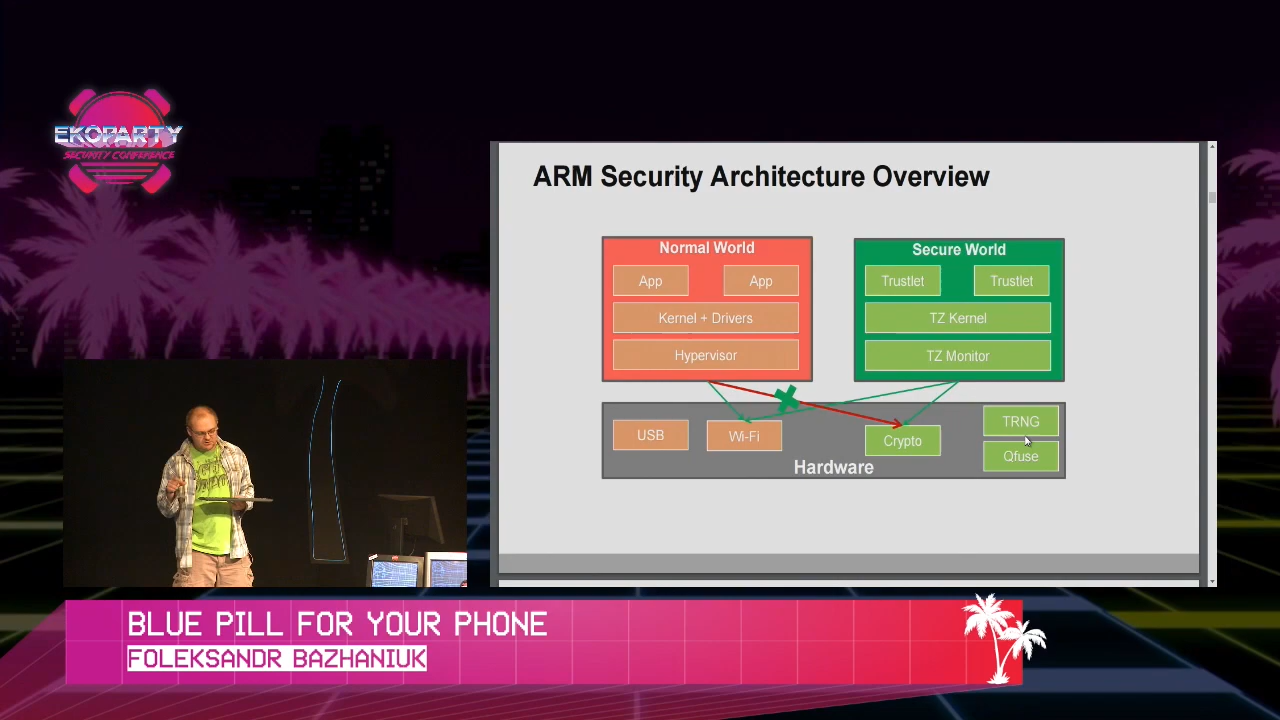 EKOPARTY
SECURITY CONFERENCE
ARM Security Architecture Overview
Normal World
App App
Kernel + Drivers
Hypervisor
Secure World
Trustlet Trustlet
TZ Kernel
TZ Monitor
USB
Wi-Fi
Crypto
TRNG
Qfuse
Hardware
BLUE PILL FOR YOUR PHONE
FOLEKSANDR BAZHANIUK